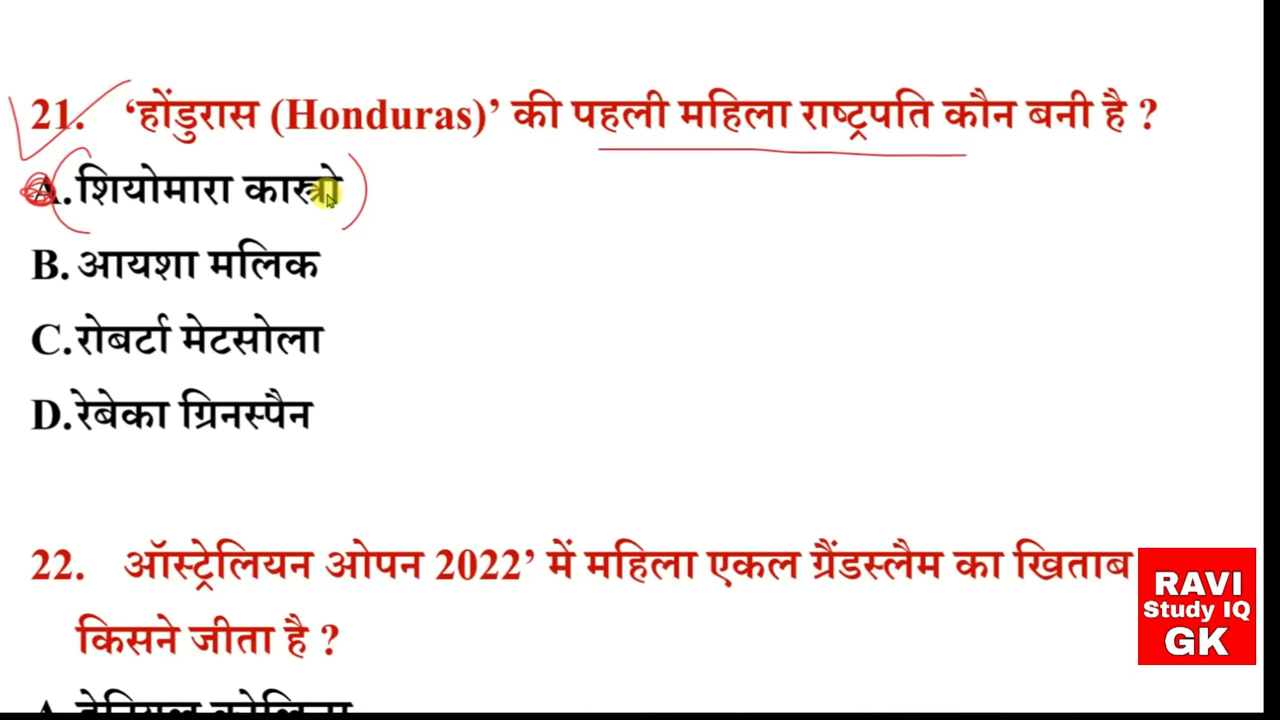 21. ‘होंडुरास (Honduras)’ की पहली महिला राष्ट्रपति कौन बनी है ?
A. शियोमारा कास्त्रो
B. आयशा मलिक
C. रोबर्टा मेटसोला
D. रेबेका ग्रिनस्पैन
22. ऑस्ट्रेलियन ओपन 2022’ में महिला एकल ग्रैंडस्लैम का खिताब
किसने जीता है ?
RAVI
Study IQ
GK